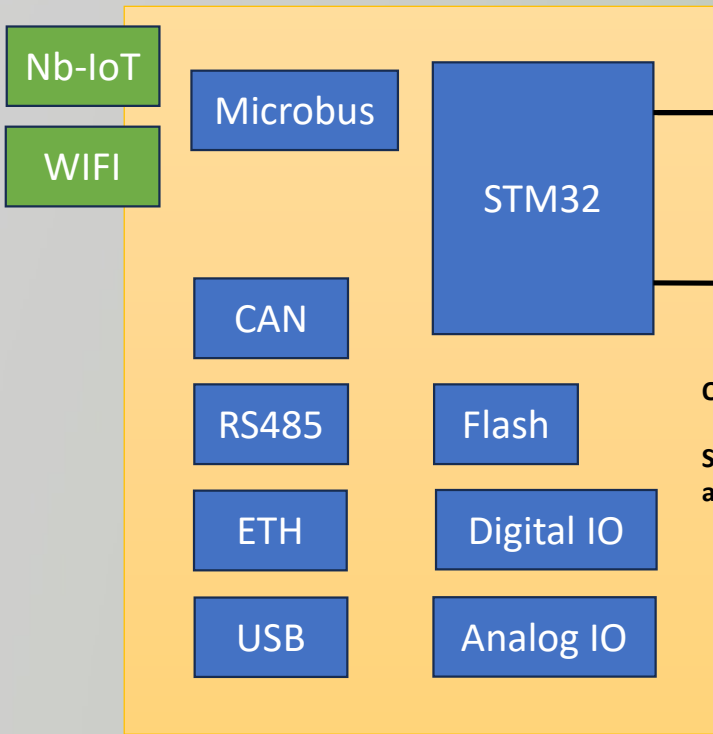 Nb-IoT
WIFI
Microbus
STM32
CAN
RS485
Flash
ETH
Digital IO
USB
Analog IO